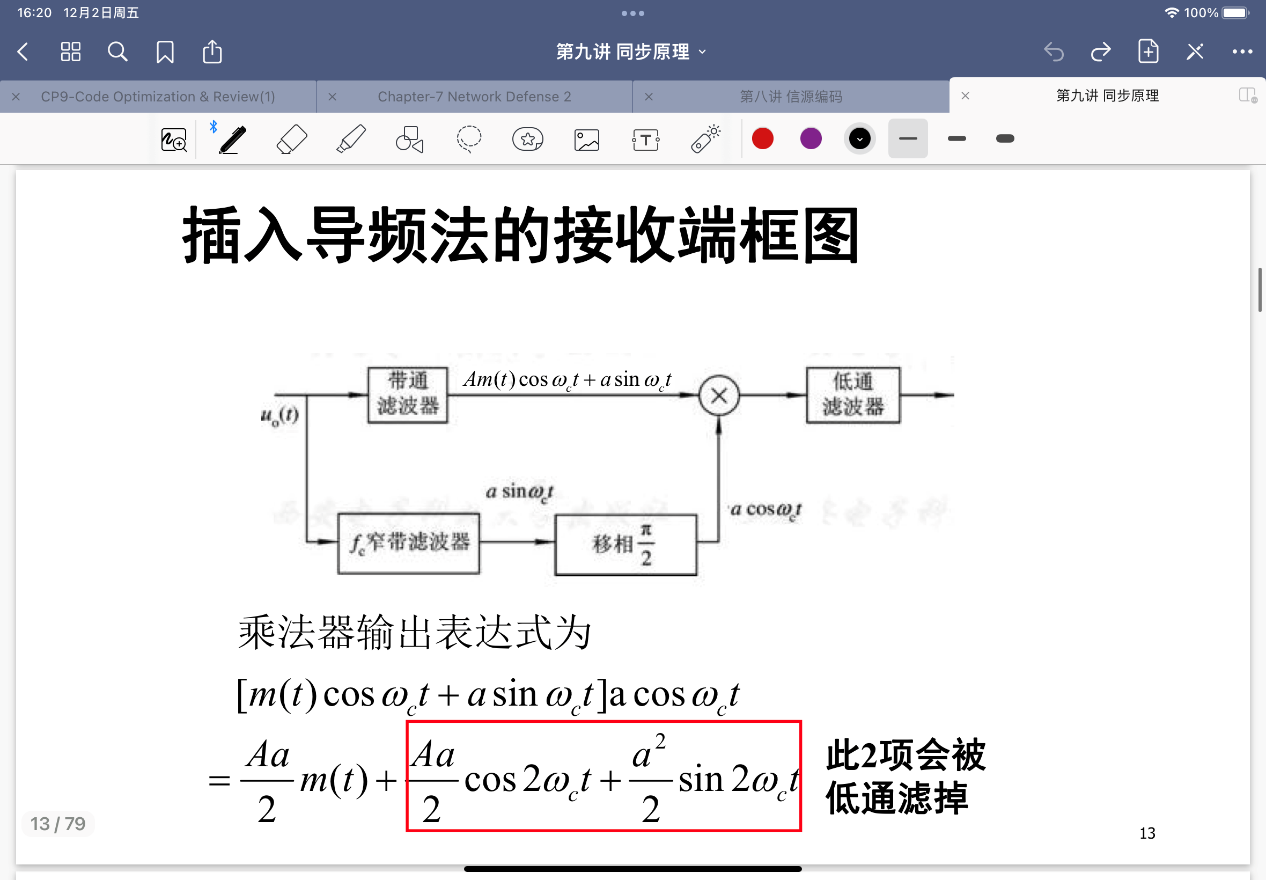 16:20 12月2日周五
100%
第九讲 同步原理
CP9-Code Optimization & Review(1)
Chapter-7 Network Defense 2
第八讲 信源编码
第九讲 同步原理
插入导频法的接收端框图
u_o(t)
带通
滤波器
Am(t)cos ω_c t + a sin ω_c t
低通
滤波器
a sinω_c t
a cosω_c t
f_c窄带滤波器
移相 π/2
乘法器输出表达式为
[m(t)cos ω_c t + a sin ω_c t]a cos ω_c t
= Aa/2 m(t) + Aa/2 cos 2ω_c t + a²/2 sin 2ω_c t
此2项会被
低通滤掉
13 / 79
13